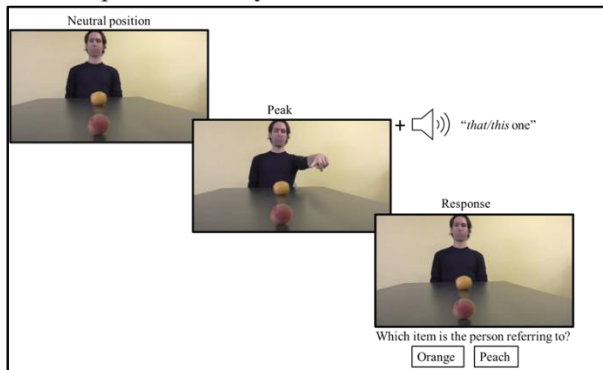 Neutral position
Peak
+ "that/this one"
Response
Which item is the person referring to?
Orange Peach